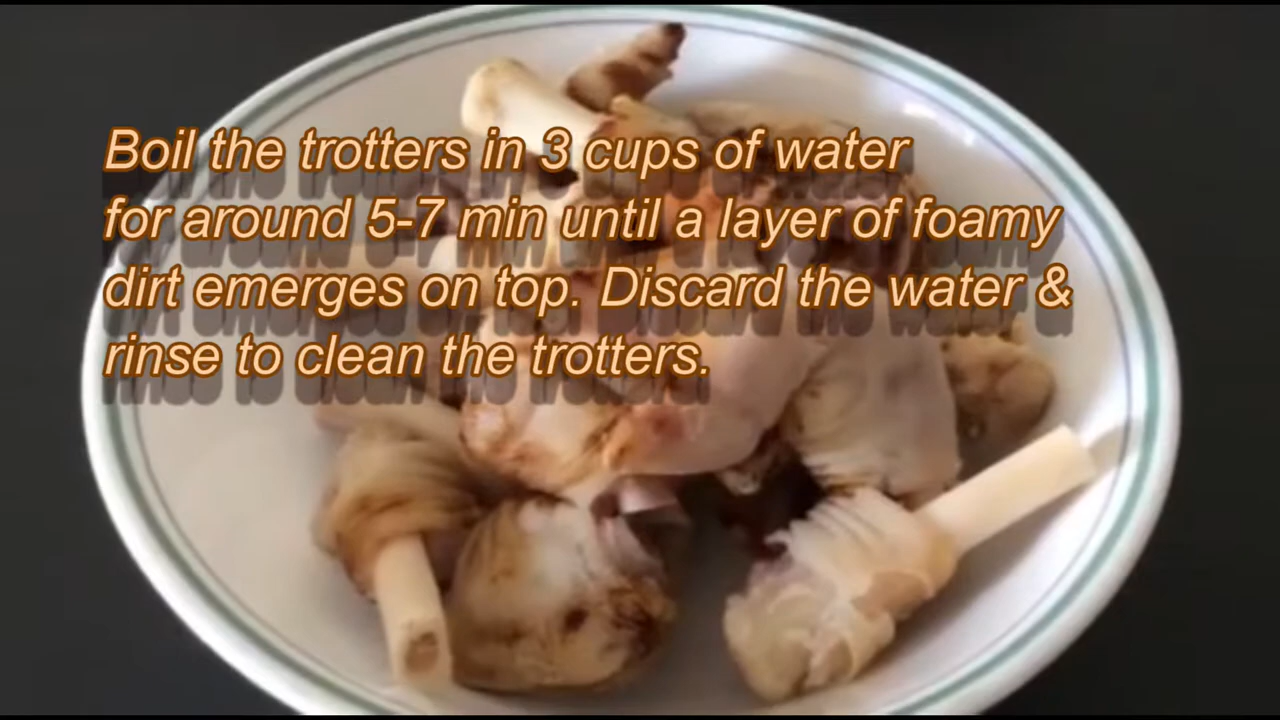 Boil the trotters in 3 cups of water
for around 5-7 min until a layer of foamy
dirt emerges on top. Discard the water &
rinse to clean the trotters.